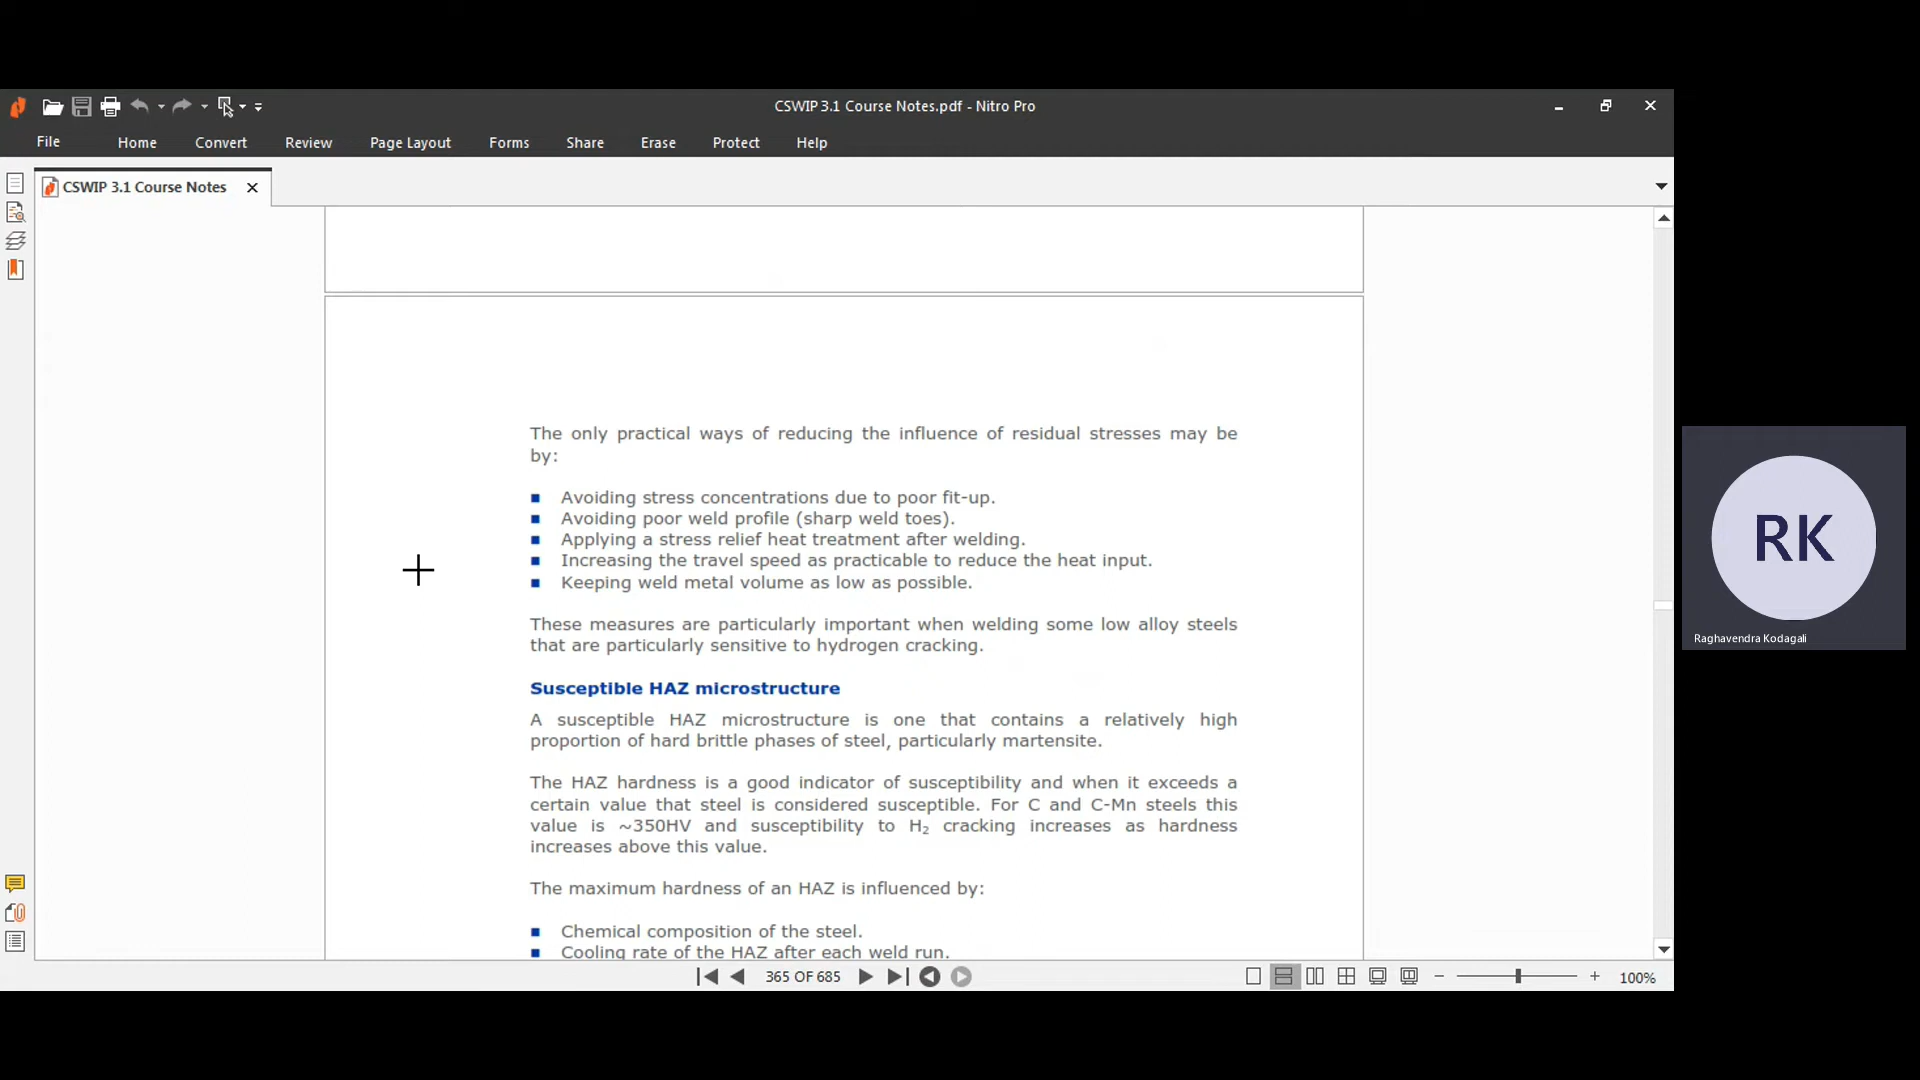 CSWIP 3.1 Course Notes.pdf - Nitro Pro
File Home Convert Review Page Layout Forms Share Erase Protect Help
CSWIP 3.1 Course Notes
The only practical ways of reducing the influence of residual stresses may be
by:
■ Avoiding stress concentrations due to poor fit-up.
■ Avoiding poor weld profile (sharp weld toes).
■ Applying a stress relief heat treatment after welding.
■ Increasing the travel speed as practicable to reduce the heat input.
■ Keeping weld metal volume as low as possible.
These measures are particularly important when welding some low alloy steels
that are particularly sensitive to hydrogen cracking.
Susceptible HAZ microstructure
A susceptible HAZ microstructure is one that contains a relatively high
proportion of hard brittle phases of steel, particularly martensite.
The HAZ hardness is a good indicator of susceptibility and when it exceeds a
certain value that steel is considered susceptible. For C and C-Mn steels this
value is ~350HV and susceptibility to H₂ cracking increases as hardness
increases above this value.
The maximum hardness of an HAZ is influenced by:
■ Chemical composition of the steel.
■ Cooling rate of the HAZ after each weld run.
365 OF 685
100%
RK
Raghavendra Kodagali